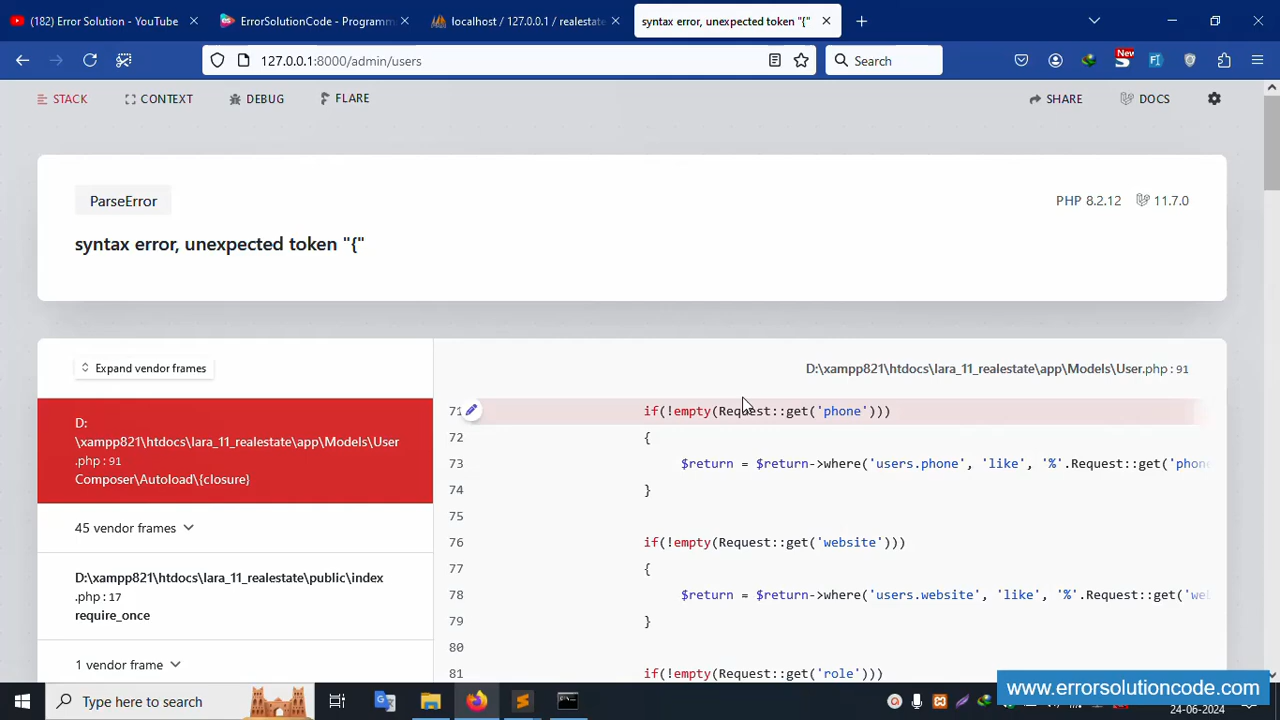 (182) Error Solution - YouTube
ErrorSolutionCode - Programm
localhost / 127.0.0.1 / realestat
syntax error, unexpected token "{"
127.0.0.1:8000/admin/users
Search
New
STACK
CONTEXT
DEBUG
FLARE
SHARE
DOCS
ParseError
PHP 8.2.12
11.7.0
syntax error, unexpected token "{"
Expand vendor frames
D:\xampp821\htdocs\lara_11_realestate\app\Models\User.php : 91
D:
\xampp821\htdocs\lara_11_realestate\app\Models\User
.php : 91
Composer\Autoload\{closure}
45 vendor frames
D:\xampp821\htdocs\lara_11_realestate\public\index
.php : 17
require_once
1 vendor frame
71 if(!empty(Request::get('phone')))
72 {
73 $return = $return->where('users.phone', 'like', '%'.Request::get('phon
74 }
75
76 if(!empty(Request::get('website')))
77 {
78 $return = $return->where('users.website', 'like', '%'.Request::get('we
79 }
80
81 if(!empty(Request::get('role')))
Type here to search
www.errorsolutioncode.com
24-06-2024